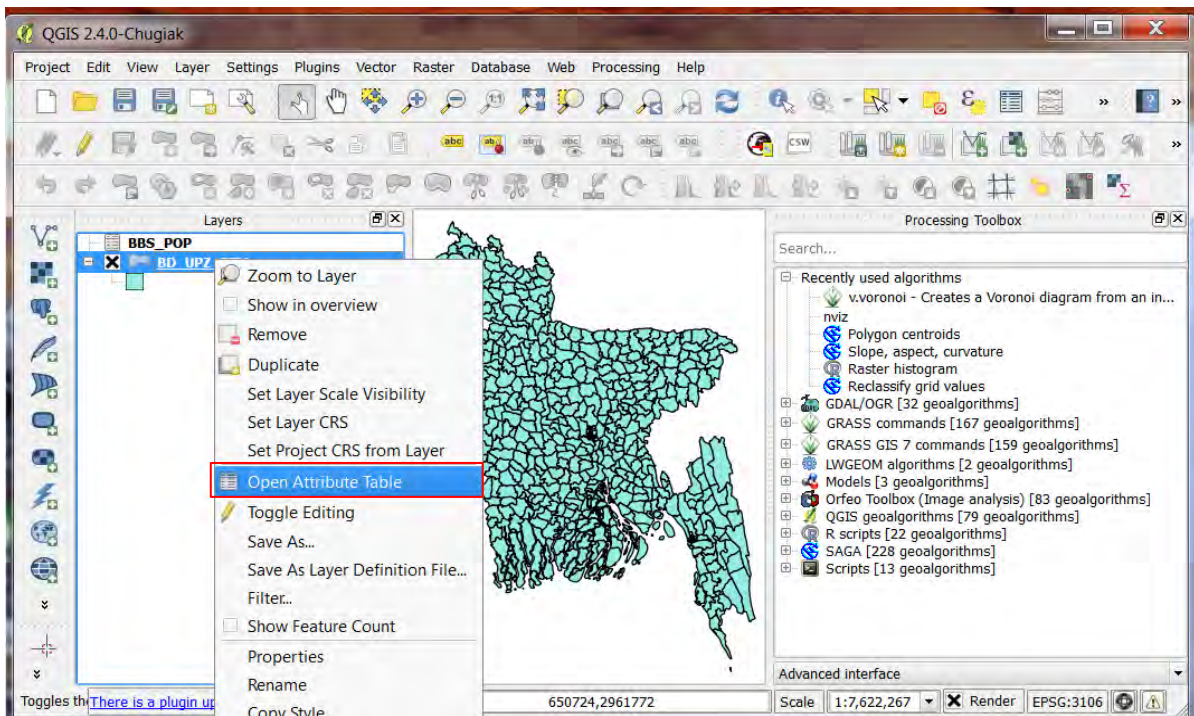 QGIS 2.4.0-Chugiak
Project Edit View Layer Settings Plugins Vector Raster Database Web Processing Help
Layers
BBS_POP
BD_UPZ
Zoom to Layer
Show in overview
Remove
Duplicate
Set Layer Scale Visibility
Set Layer CRS
Set Project CRS from Layer
Open Attribute Table
Toggle Editing
Save As...
Save As Layer Definition File...
Filter...
Show Feature Count
Properties
Rename
Copy Style
Processing Toolbox
Search...
Recently used algorithms
v.voronoi - Creates a Voronoi diagram from an in...
nviz
Polygon centroids
Slope, aspect, curvature
Raster histogram
Reclassify grid values
GDAL/OGR [32 geoalgorithms]
GRASS commands [167 geoalgorithms]
GRASS GIS 7 commands [159 geoalgorithms]
LWGEOM algorithms [2 geoalgorithms]
Models [3 geoalgorithms]
Orfeo Toolbox (Image analysis) [83 geoalgorithms]
QGIS geoalgorithms [79 geoalgorithms]
R scripts [22 geoalgorithms]
SAGA [228 geoalgorithms]
Scripts [13 geoalgorithms]
Advanced interface
Toggles th There is a plugin up 650724,2961772 Scale 1:7,622,267 Render EPSG:3106